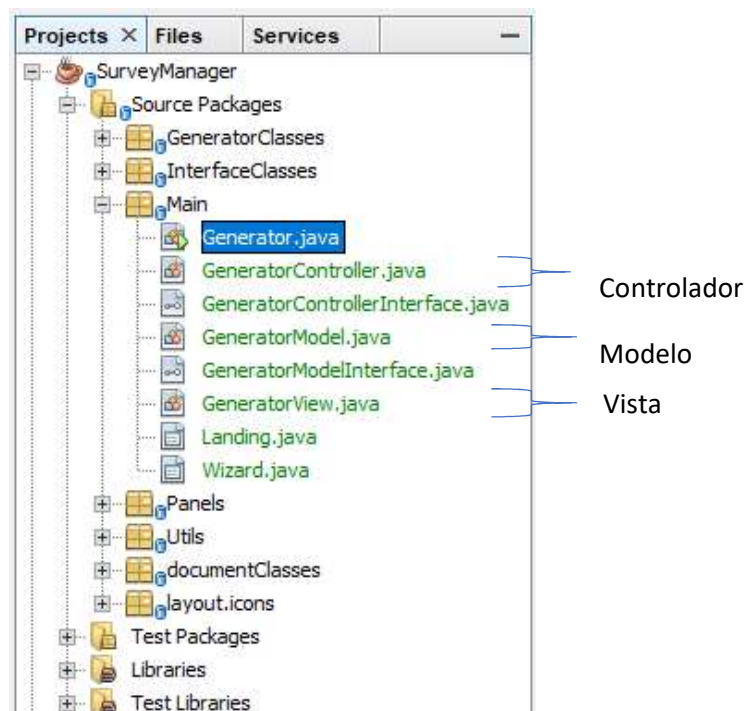 Projects × Files Services
SurveyManager
Source Packages
GeneratorClasses
InterfaceClasses
Main
Generator.java
GeneratorController.java
Controlador
GeneratorControllerInterface.java
GeneratorModel.java
Modelo
GeneratorModelInterface.java
GeneratorView.java
Vista
Landing.java
Wizard.java
Panels
Utils
documentClasses
layout.icons
Test Packages
Libraries
Test Libraries